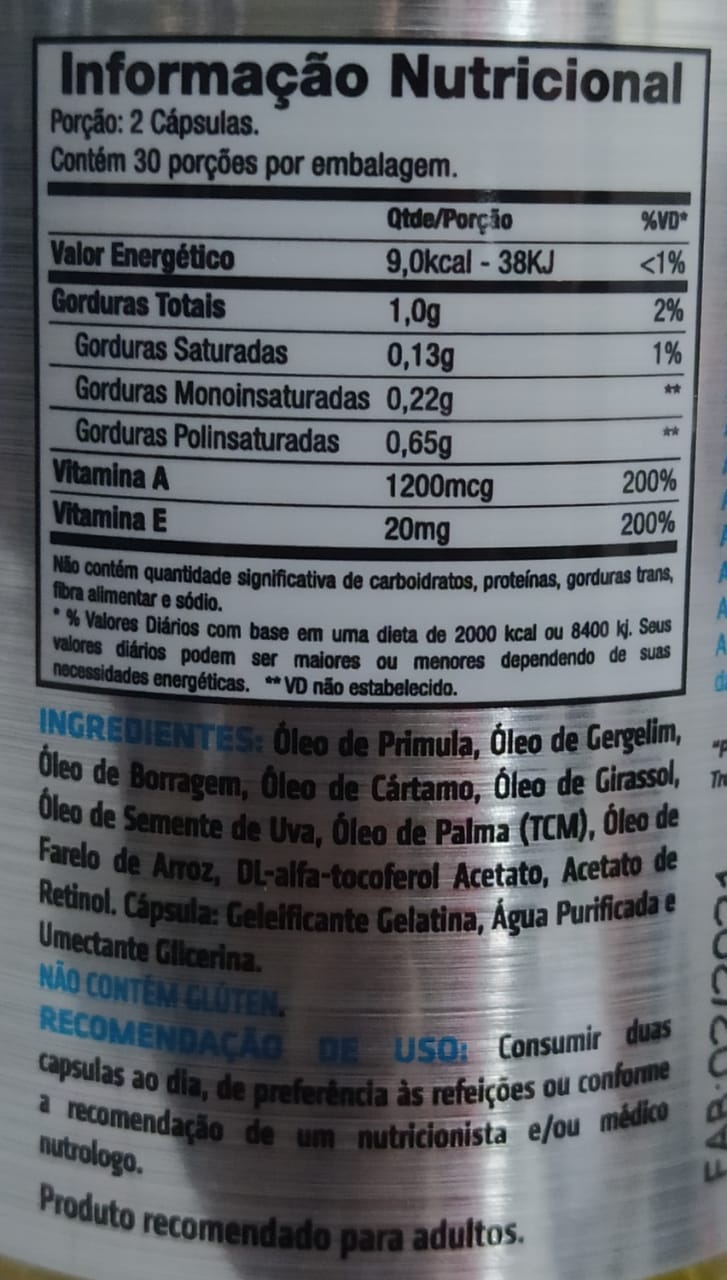 Informação Nutricional
Porção: 2 Cápsulas.
Contém 30 porções por embalagem.
Qtde/Porção %VD*
Valor Energético 9,0kcal - 38KJ <1%
Gorduras Totais 1,0g 2%
Gorduras Saturadas 0,13g 1%
Gorduras Monoinsaturadas 0,22g **
Gorduras Polinsaturadas 0,65g **
Vitamina A 1200mcg 200%
Vitamina E 20mg 200%
Não contém quantidade significativa de carboidratos, proteínas, gorduras trans,
fibra alimentar e sódio.
* % Valores Diários com base em uma dieta de 2000 kcal ou 8400 kj. Seus
valores diários podem ser maiores ou menores dependendo de suas
necessidades energéticas. ** VD não estabelecido.
INGREDIENTES: Óleo de Primula, Óleo de Gergelim,
Óleo de Borragem, Óleo de Cártamo, Óleo de Girassol,
Óleo de Semente de Uva, Óleo de Palma (TCM), Óleo de
Farelo de Arroz, DL-alfa-tocoferol Acetato, Acetato de
Retinol. Cápsula: Geleificante Gelatina, Água Purificada e
Umectante Glicerina.
NÃO CONTÉM GLÚTEN.
RECOMENDAÇÃO DE USO: Consumir duas
capsulas ao dia, de preferência às refeições ou conforme
a recomendação de um nutricionista e/ou médico
nutrologo.
Produto recomendado para adultos.